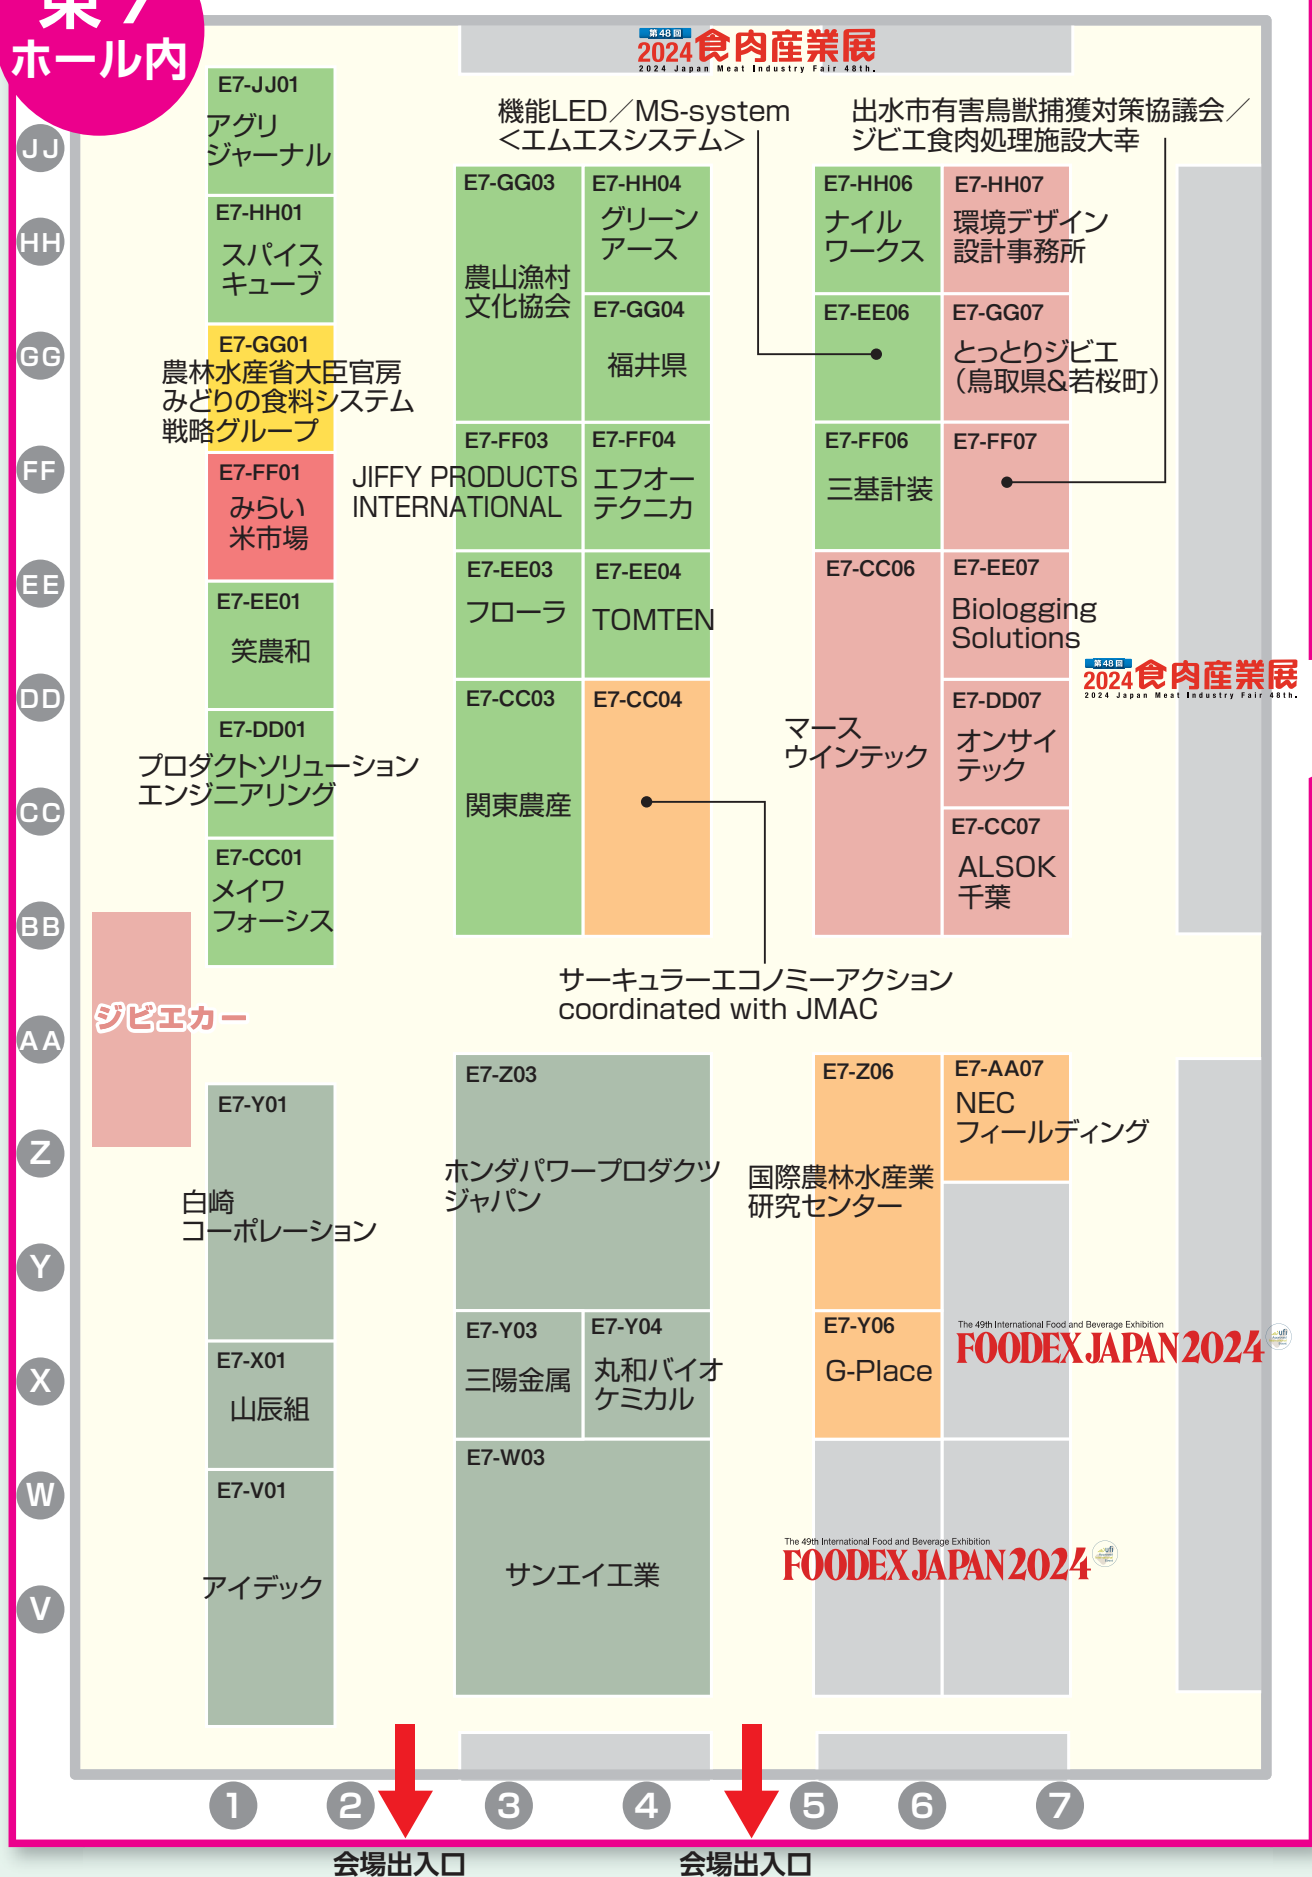 東7
ホール内
第48回
2024 食肉産業展
2024 Japan Meat Industry Fair 48th.
機能LED／MS-system
＜エムエスシステム＞
出水市有害鳥獣捕獲対策協議会／
ジビエ食肉処理施設大幸
JJ
HH
GG
FF
EE
DD
CC
BB
AA
Z
Y
X
W
V
E7-JJ01
アグリ
ジャーナル
E7-HH01
スパイス
キューブ
E7-GG01
農林水産省大臣官房
みどりの食料システム
戦略グループ
E7-FF01
みらい
米市場
E7-EE01
笑農和
E7-DD01
プロダクトソリューション
エンジニアリング
E7-CC01
メイワ
フォーシス
ジビエカー
E7-Y01
白崎
コーポレーション
E7-X01
山辰組
E7-V01
アイデック
E7-GG03
農山漁村
文化協会
E7-HH04
グリーン
アース
E7-GG04
福井県
E7-FF03
JIFFY PRODUCTS
INTERNATIONAL
E7-FF04
エフオー
テクニカ
E7-EE03
フローラ
E7-EE04
TOMTEN
E7-CC03
関東農産
E7-CC04
サーキュラーエコノミーアクション
coordinated with JMAC
E7-Z03
ホンダパワープロダクツ
ジャパン
E7-Y03
三陽金属
E7-Y04
丸和バイオ
ケミカル
E7-W03
サンエイ工業
E7-HH06
ナイル
ワークス
E7-HH07
環境デザイン
設計事務所
E7-EE06
E7-GG07
とっとりジビエ
（鳥取県&若桜町）
E7-FF06
三基計装
E7-FF07
E7-CC06
マース
ウインテック
E7-EE07
Biologging
Solutions
E7-DD07
オンサイ
テック
E7-CC07
ALSOK
千葉
第48回
2024 食肉産業展
2024 Japan Meat Industry Fair 48th.
E7-Z06
国際農林水産業
研究センター
E7-AA07
NEC
フィールディング
E7-Y06
G-Place
The 49th International Food and Beverage Exhibition
FOODEX JAPAN 2024
ufi
The 49th International Food and Beverage Exhibition
FOODEX JAPAN 2024
ufi
1
2
3
4
5
6
7
会場出入口
会場出入口